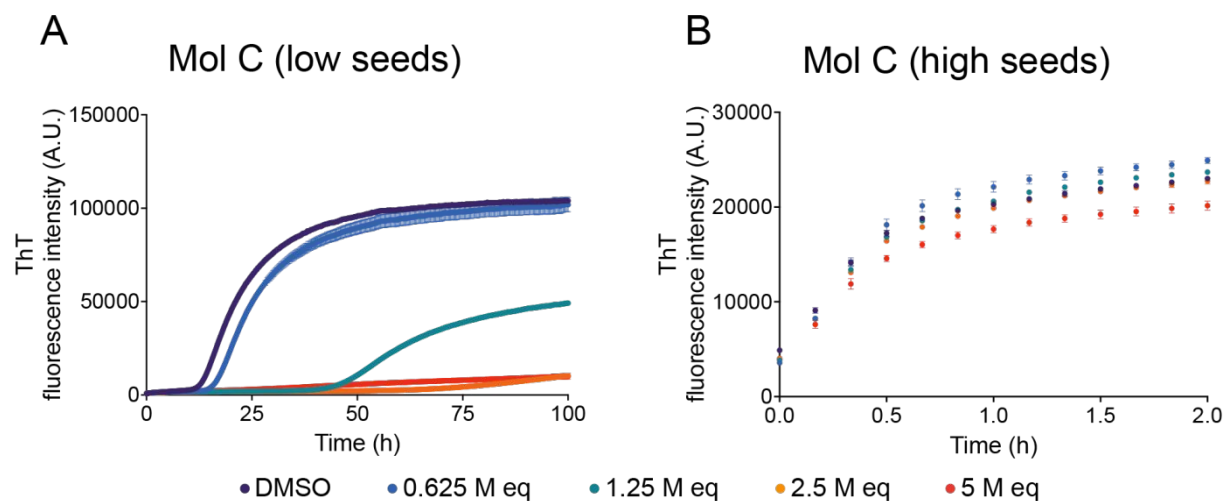 A
Mol C (low seeds)
ThT
fluorescence intensity (A.U.)
150000
100000
50000
0
0
25
50
75
100
Time (h)
B
Mol C (high seeds)
ThT
fluorescence intensity (A.U.)
30000
20000
10000
0
0.0
0.5
1.0
1.5
2.0
Time (h)
DMSO
0.625 M eq
1.25 M eq
2.5 M eq
5 M eq